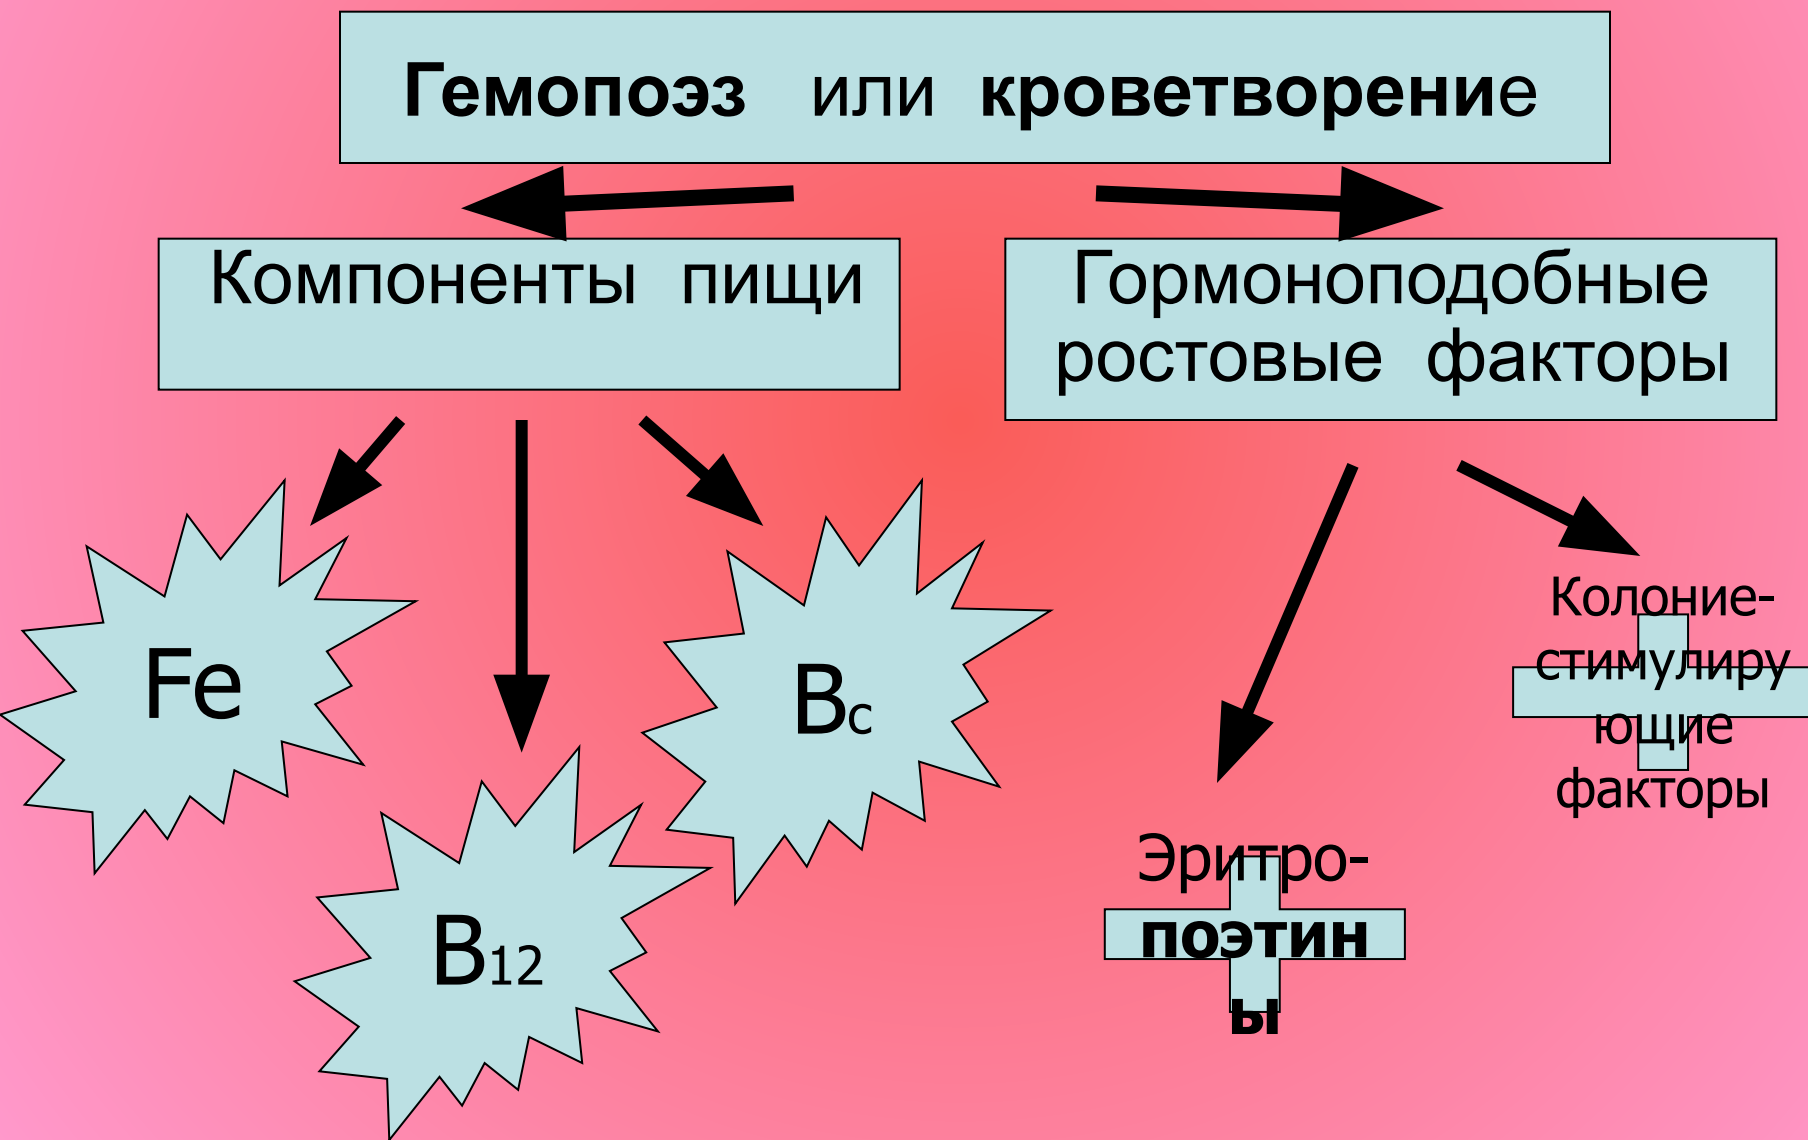 Гемопоэз или кроветворение
Компоненты пищи
Гормоноподобные
ростовые факторы
Fe
B12
Bc
Эритро-
поэтин
ы
Колоние-
стимулиру
ющие
факторы